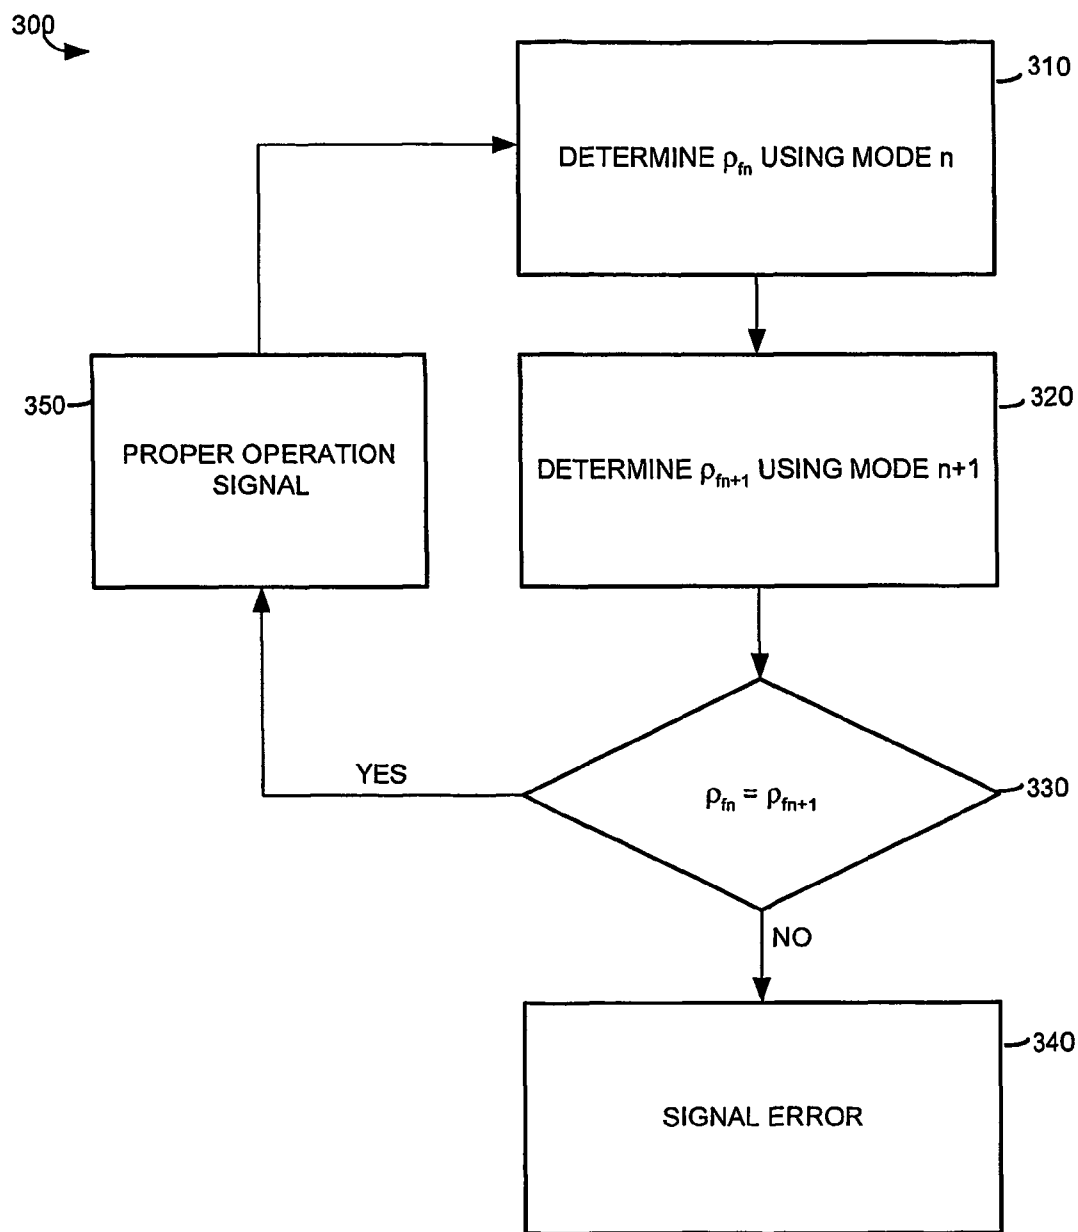 300
310
DETERMINE ρfn USING MODE n
350
320
PROPER OPERATION
SIGNAL
DETERMINE ρfn+1 USING MODE n+1
YES
330
ρfn = ρfn+1
NO
340
SIGNAL ERROR